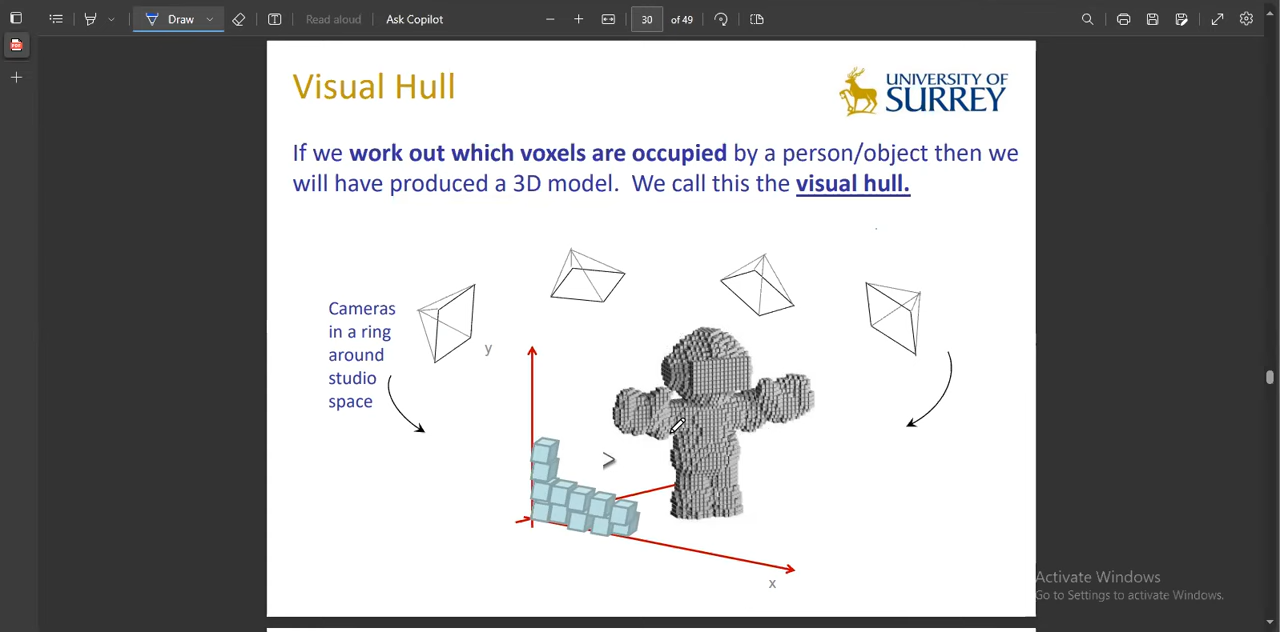 Draw
Read aloud
Ask Copilot
30
of 49
Visual Hull
UNIVERSITY OF
SURREY
If we work out which voxels are occupied by a person/object then we
will have produced a 3D model. We call this the visual hull.
Cameras
in a ring
around
studio
space
y
>
x
Activate Windows
Go to Settings to activate Windows.